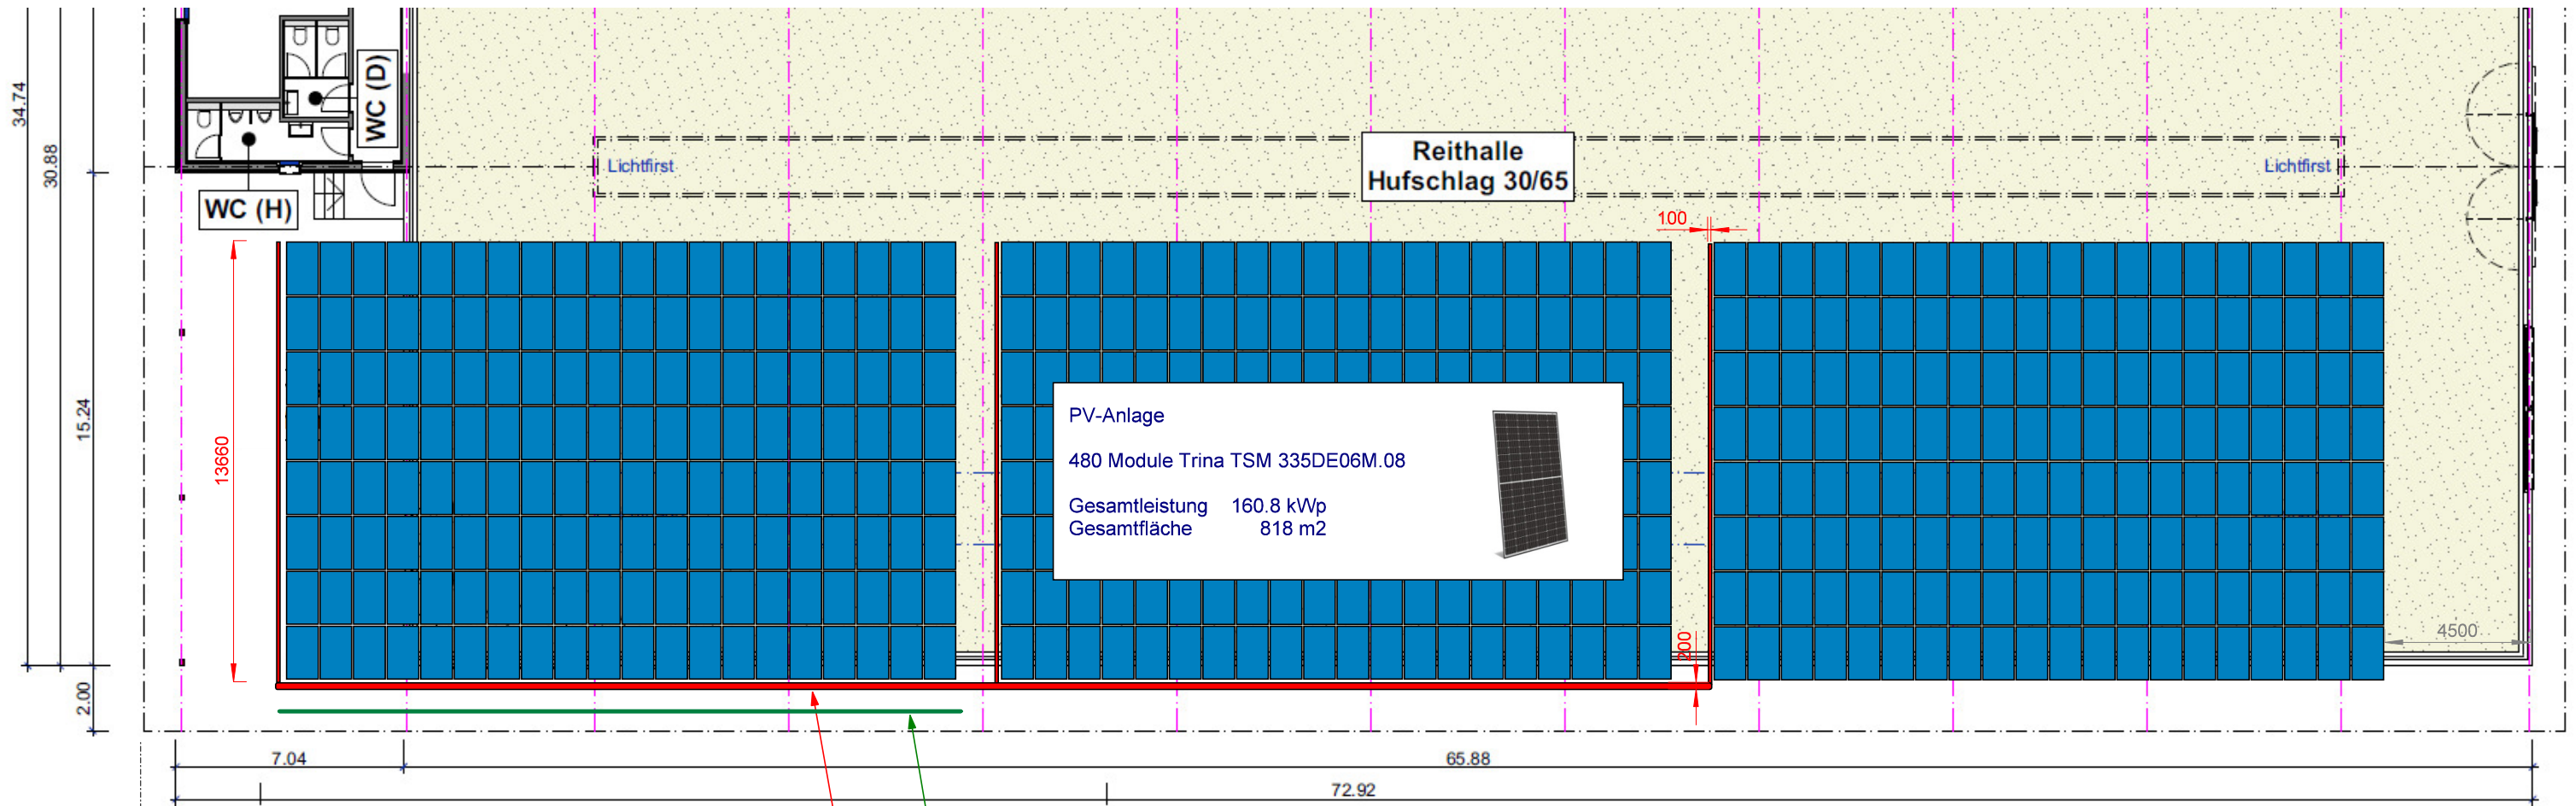 34.74
30.88
15.24
2.00
WC (D)
WC (H)
Lichtfirst
Reithalle
Hufschlag 30/65
Lichtfirst
100
13660
PV-Anlage
480 Module Trina TSM 335DE06M.08
Gesamtleistung 160.8 kWp
Gesamtfläche 818 m2
200
4500
7.04
65.88
72.92